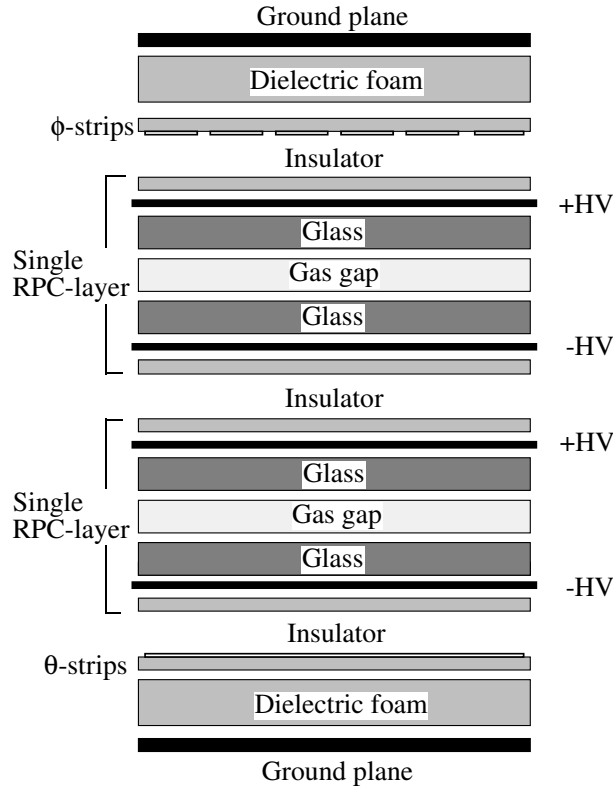 Ground plane
Dielectric foam
ϕ-strips
Insulator
+HV
Glass
Single
RPC-layer
Gas gap
Glass
-HV
Insulator
+HV
Glass
Single
RPC-layer
Gas gap
Glass
-HV
Insulator
θ-strips
Dielectric foam
Ground plane